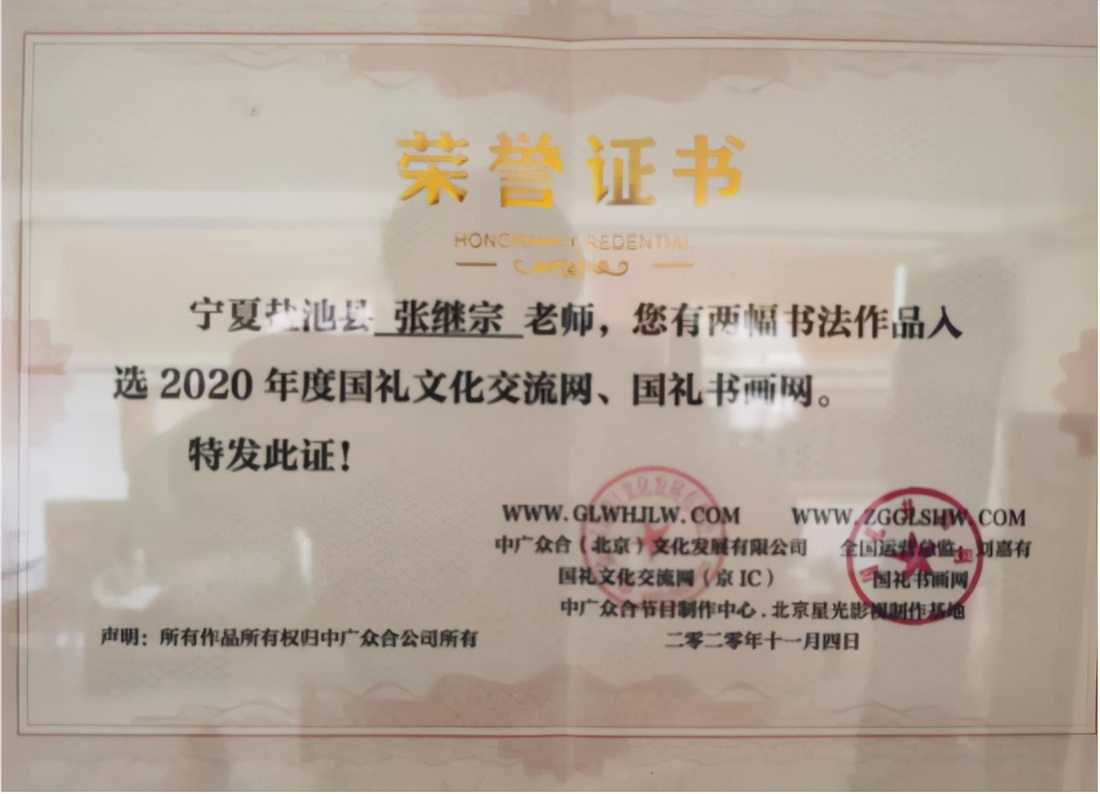 荣誉证书
CREDENTIAL
宁夏盐池县 张继宗 老师，您有两幅书法作品入
选2020年度国礼文化交流网、国礼书画网。
特发此证！
WWW.GLWHJLW.COM WWW.ZGGLSHW.COM
中广众合（北京）文化发展有限公司 全国运营总监：刘嘉有
国礼文化交流网（京IC） 国礼书画网
中广众合节目制作中心．北京星光影视制作基地
声明：所有作品所有权归中广众合公司所有 二零二零年十一月四日